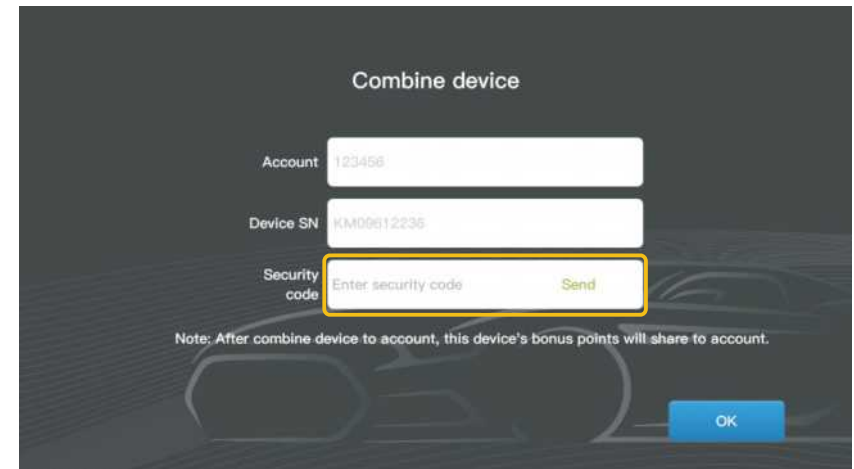 Combine device
Account 123456
Device SN KM09612236
Security
code
Enter security code Send
Note: After combine device to account, this device's bonus points will share to account.
OK